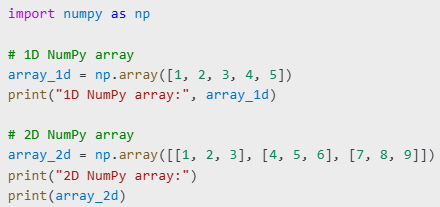 import numpy as np
# 1D NumPy array
array_1d = np.array([1, 2, 3, 4, 5])
print("1D NumPy array:", array_1d)
# 2D NumPy array
array_2d = np.array([[1, 2, 3], [4, 5, 6], [7, 8, 9]])
print("2D NumPy array:")
print(array_2d)